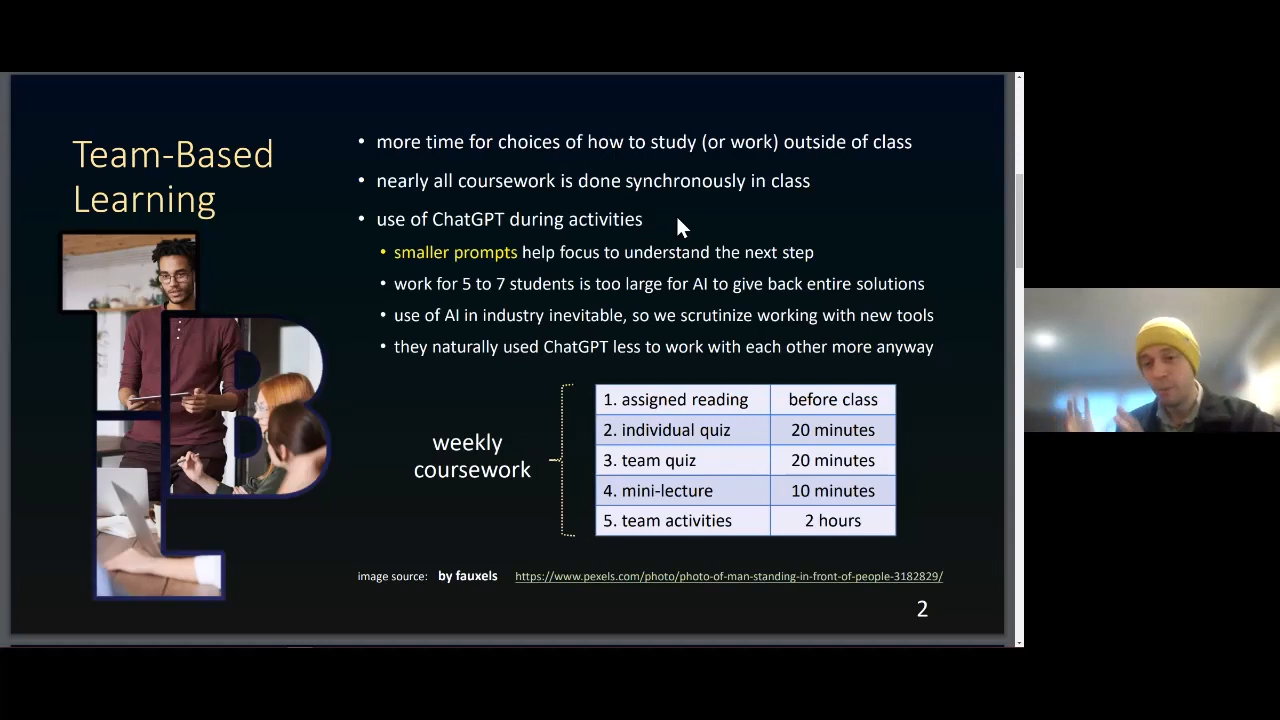 Team-Based
Learning
• more time for choices of how to study (or work) outside of class
• nearly all coursework is done synchronously in class
• use of ChatGPT during activities
• smaller prompts help focus to understand the next step
• work for 5 to 7 students is too large for AI to give back entire solutions
• use of AI in industry inevitable, so we scrutinize working with new tools
• they naturally used ChatGPT less to work with each other more anyway
weekly
coursework
1. assigned reading before class
2. individual quiz 20 minutes
3. team quiz 20 minutes
4. mini-lecture 10 minutes
5. team activities 2 hours
image source: by fauxels https://www.pexels.com/photo/photo-of-man-standing-in-front-of-people-3182829/
2